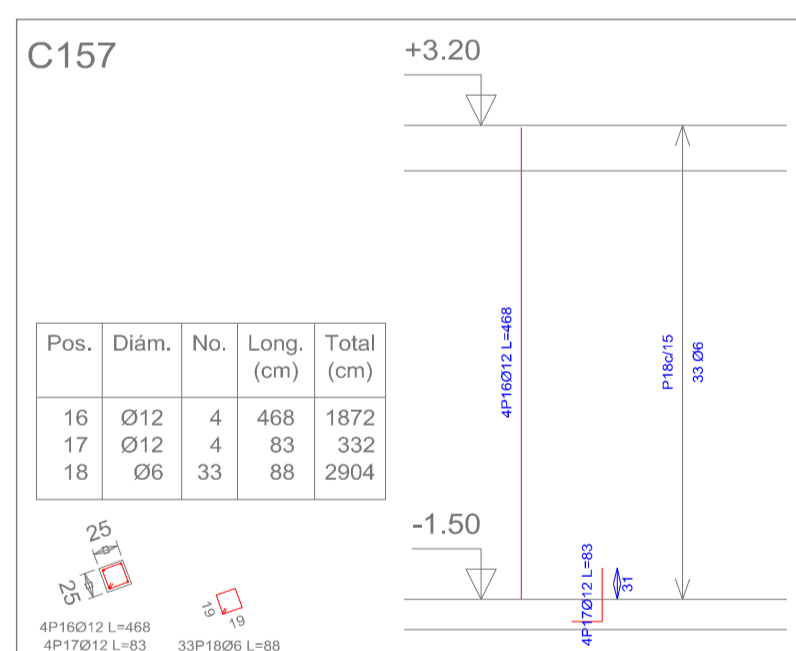 C157
+3.20
Pos. Diám. No. Long. (cm) Total (cm)
16 Ø12 4 468 1872
17 Ø12 4 83 332
18 Ø6 33 88 2904
4P16Ø12 L=468
P18c/15
33 Ø6
-1.50
4P17Ø12 L=83
31
25
25
4P16Ø12 L=468
4P17Ø12 L=83
19
19
33P18Ø6 L=88